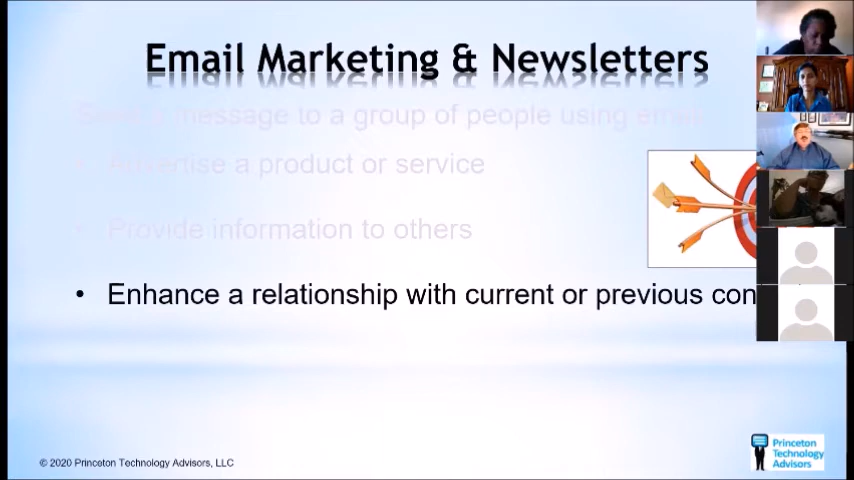 Email Marketing & Newsletters
Send a message to a group of people using email
• Advertise a product or service
• Provide information to others
• Enhance a relationship with current or previous con
© 2020 Princeton Technology Advisors, LLC
Princeton
Technology
Advisors